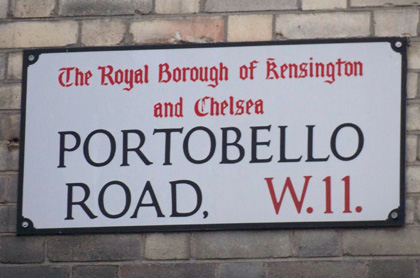 The Royal Borough of Kensington
and Chelsea
PORTOBELLO
ROAD, W.11.